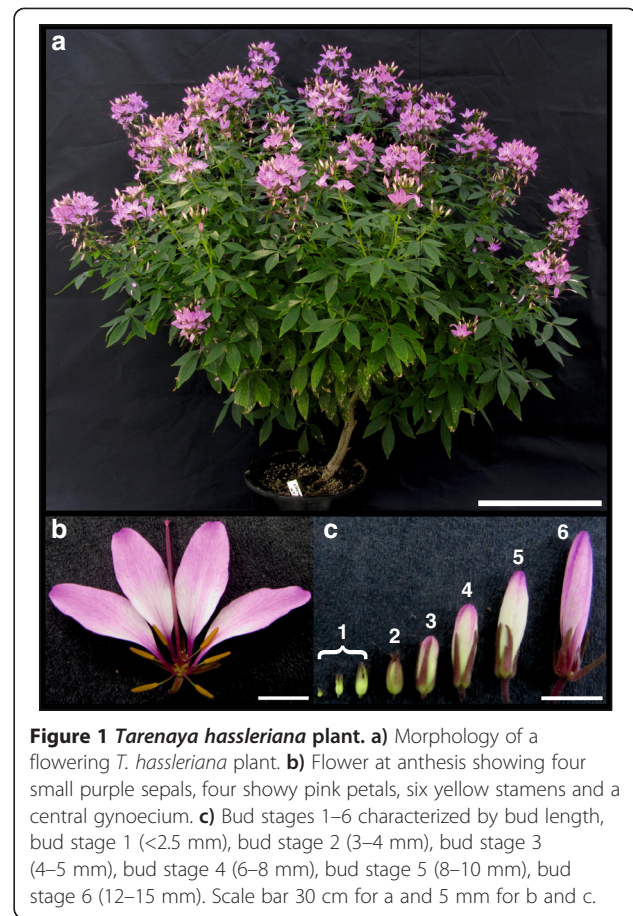 a
b
c
1
2
3
4
5
6
Figure 1 Tarenaya hassleriana plant. a) Morphology of a
flowering T. hassleriana plant. b) Flower at anthesis showing four
small purple sepals, four showy pink petals, six yellow stamens and a
central gynoecium. c) Bud stages 1–6 characterized by bud length,
bud stage 1 (<2.5 mm), bud stage 2 (3–4 mm), bud stage 3
(4–5 mm), bud stage 4 (6–8 mm), bud stage 5 (8–10 mm), bud
stage 6 (12–15 mm). Scale bar 30 cm for a and 5 mm for b and c.